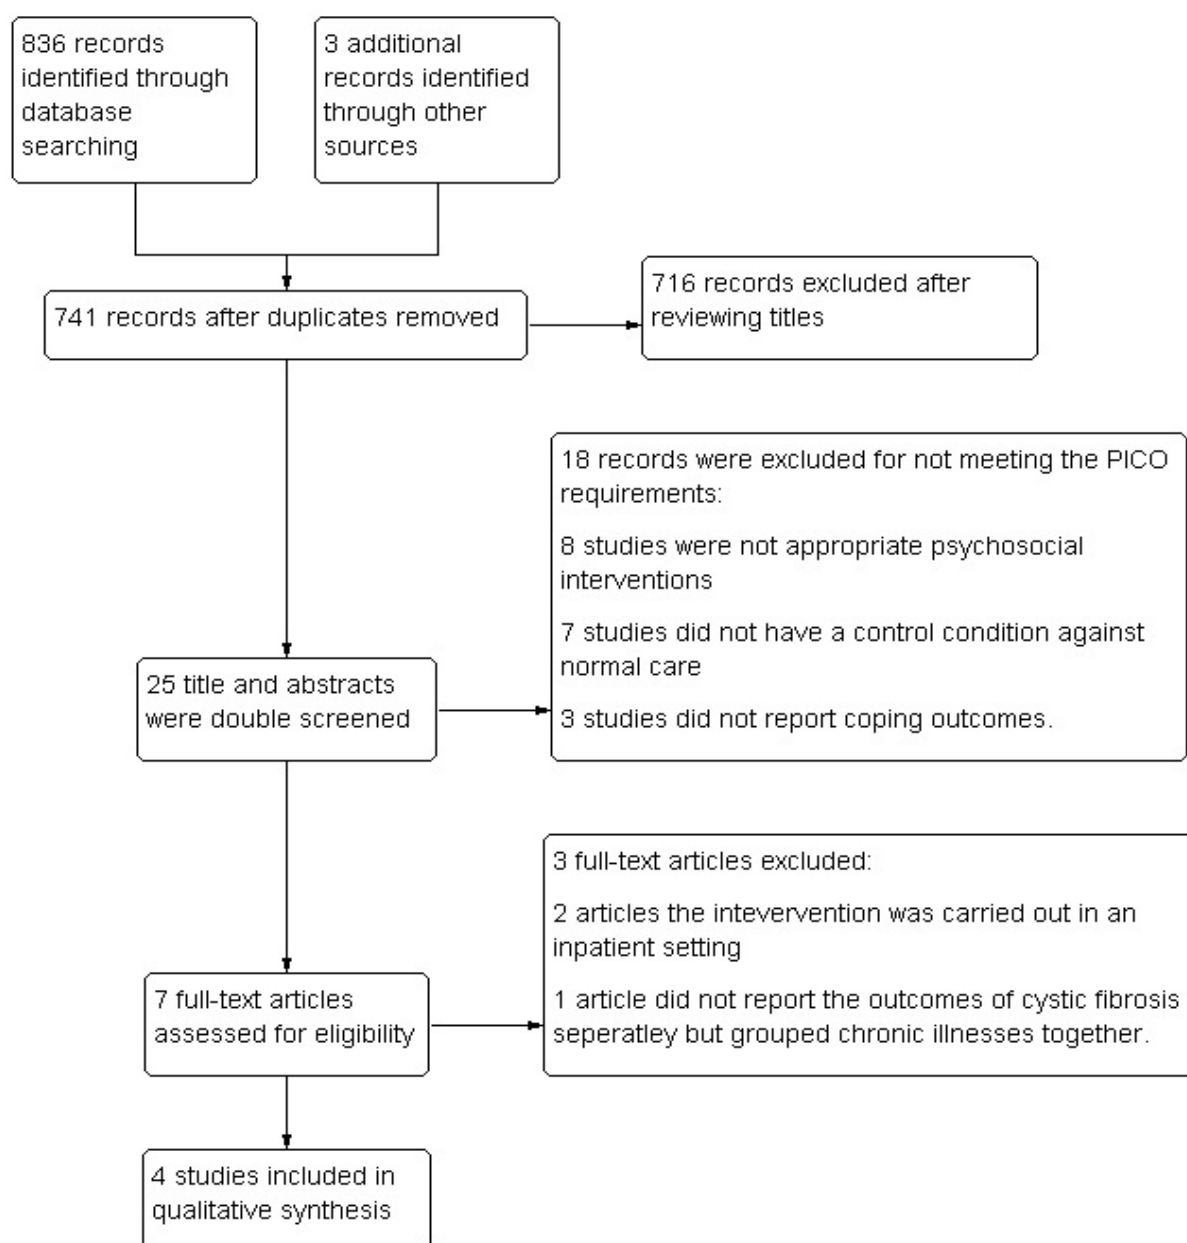 836 records
identified through
database
searching
3 additional
records identified
through other
sources
741 records after duplicates removed
716 records excluded after
reviewing titles
18 records were excluded for not meeting the PICO
requirements:
8 studies were not appropriate psychosocial
interventions
7 studies did not have a control condition against
normal care
3 studies did not report coping outcomes.
25 title and abstracts
were double screened
3 full-text articles excluded:
2 articles the intevervention was carried out in an
inpatient setting
1 article did not report the outcomes of cystic fibrosis
seperatley but grouped chronic illnesses together.
7 full-text articles
assessed for eligibility
4 studies included in
qualitative synthesis